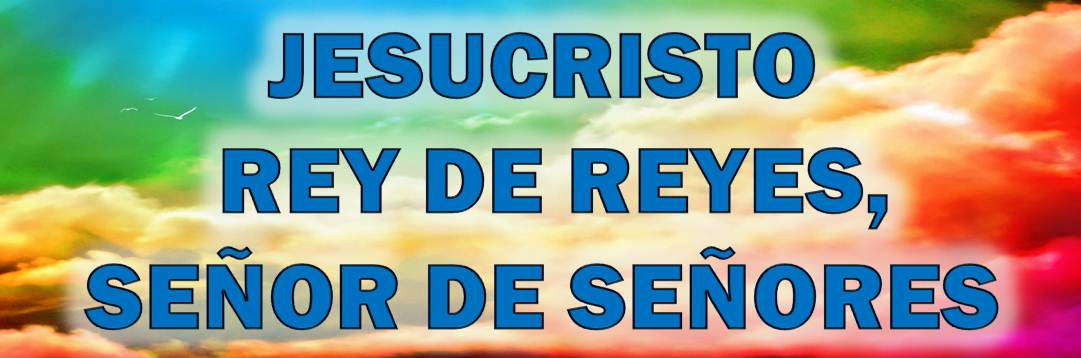 JESUCRISTO
REY DE REYES,
SEÑOR DE SEÑORES